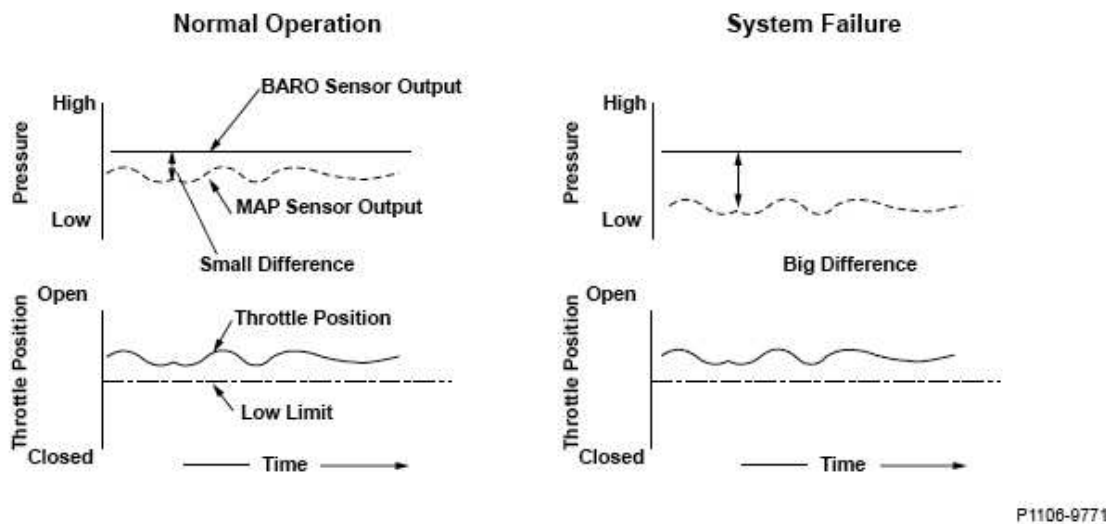 Normal Operation
System Failure
BARO Sensor Output
High
Pressure
MAP Sensor Output
Low
Small Difference
Open
Throttle Position
Throttle Position
Low Limit
Closed
Time
High
Pressure
Low
Big Difference
Open
Throttle Position
Closed
Time
P1106-9771